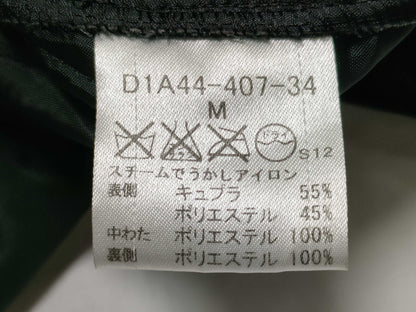 D1A44-407-34
M
ドライ
S12
スチームでうかしアイロン
表側 キュプラ 55%
ポリエステル 45%
中わた ポリエステル 100%
裏側 ポリエステル 100%